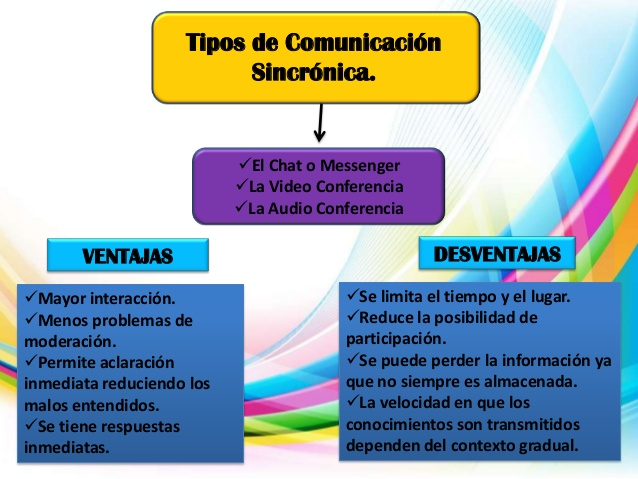 Tipos de Comunicación
Sincrónica.
✓El Chat o Messenger
✓La Video Conferencia
✓La Audio Conferencia
VENTAJAS
✓Mayor interacción.
✓Menos problemas de
moderación.
✓Permite aclaración
inmediata reduciendo los
malos entendidos.
✓Se tiene respuestas
inmediatas.
DESVENTAJAS
✓Se limita el tiempo y el lugar.
✓Reduce la posibilidad de
participación.
✓Se puede perder la información ya
que no siempre es almacenada.
✓La velocidad en que los
conocimientos son transmitidos
dependen del contexto gradual.